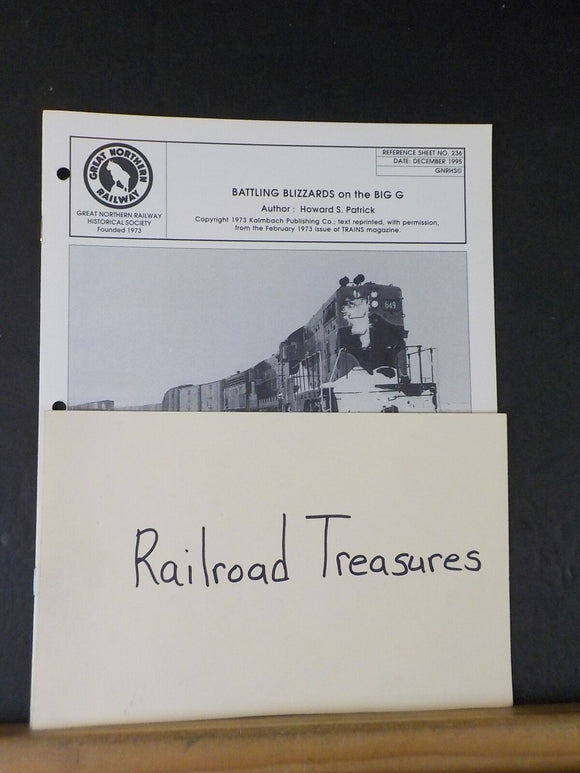 GREAT NORTHERN
RAILWAY
GREAT NORTHERN RAILWAY
HISTORICAL SOCIETY
Founded 1973
REFERENCE SHEET NO. 236
DATE: DECEMBER 1995
GNRHS©
BATTLING BLIZZARDS on the BIG G
Author : Howard S. Patrick
Copyright 1973 Kalmbach Publishing Co.; text reprinted, with permission,
from the February 1973 issue of TRAINS magazine.
649
Railroad Treasures